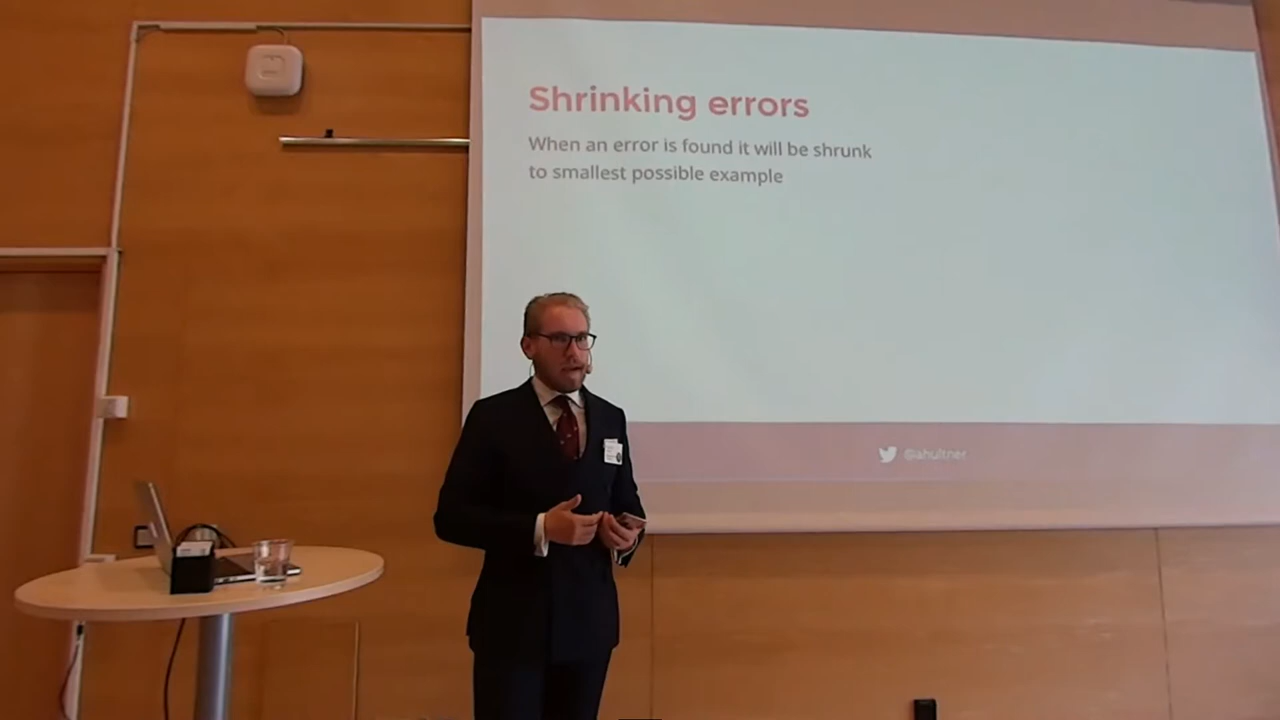 Shrinking errors
When an error is found it will be shrunk
to smallest possible example
@ahultner